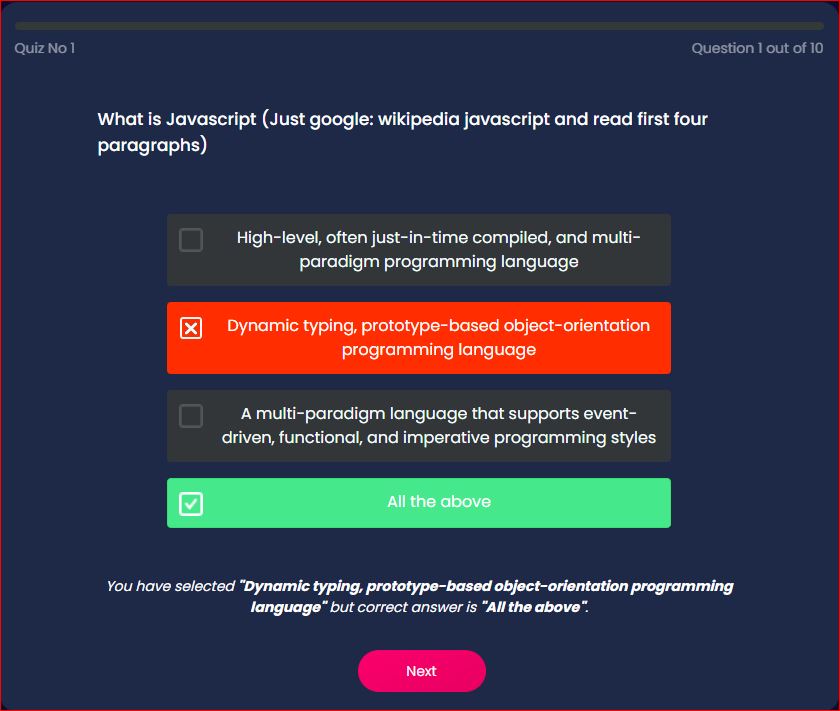 Quiz No 1
Question 1 out of 10
What is Javascript (Just google: wikipedia javascript and read first four
paragraphs)
High-level, often just-in-time compiled, and multi-
paradigm programming language
Dynamic typing, prototype-based object-orientation
programming language
A multi-paradigm language that supports event-
driven, functional, and imperative programming styles
All the above
You have selected "Dynamic typing, prototype-based object-orientation programming
language" but correct answer is "All the above".
Next